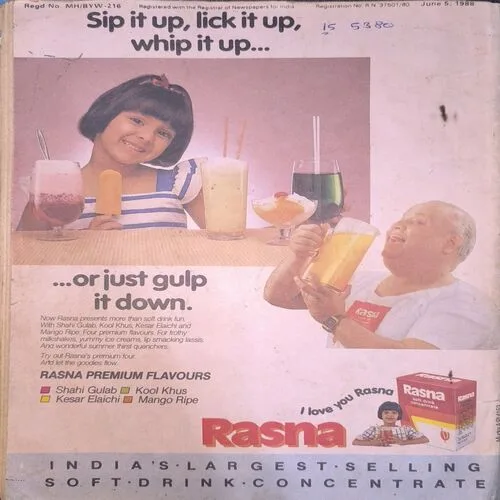 Regd No. MH/BYW-216 Registered with the Registrar of Newspapers for India Registration No. R.N. 37501/80 June 5, 1988
Sip it up, lick it up,
whip it up...
15 5380
...or just gulp
it down.
Now Rasna presents more than soft drink fun.
With Shahi Gulab, Kool Khus, Kesar Elaichi and
Mango Ripe. Four premium flavours. For frothy
milkshakes, yummy ice creams, lip smacking lassis.
And wonderful summer thirst quenchers.
Try out Rasna's premium four.
And let the goodies flow.
RASNA PREMIUM FLAVOURS
Shahi Gulab Kool Khus
Kesar Elaichi Mango Ripe
I love you Rasna
Rasna
soft drink
concentrate
Rasna
Rasna
INDIA'S·LARGEST·SELLING
SOFT·DRINK·CONCENTRATE